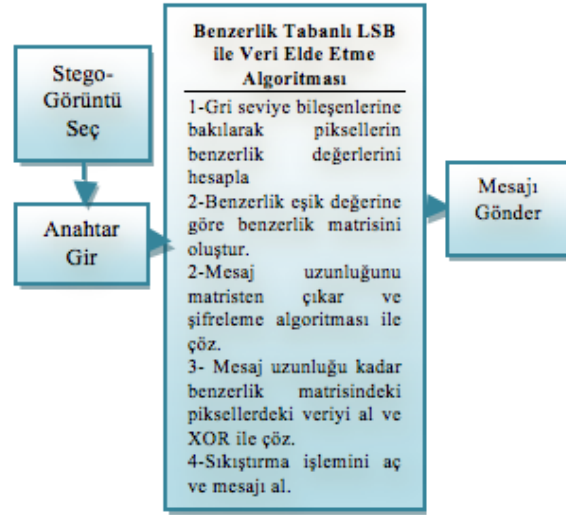 Stego-
Görüntü
Seç
Anahtar
Gir
Benzerlik Tabanlı LSB
ile Veri Elde Etme
Algoritması
1-Gri seviye bileşenlerine
bakılarak piksellerin
benzerlik değerlerini
hesapla
2-Benzerlik eşik değerine
göre benzerlik matrisini
oluştur.
2-Mesaj uzunluğunu
matristen çıkar ve
şifreleme algoritması ile
çöz.
3- Mesaj uzunluğu kadar
benzerlik matrisindeki
piksellerdeki veriyi al ve
XOR ile çöz.
4-Sıkıştırma işlemini aç
ve mesajı al.
Mesajı
Gönder